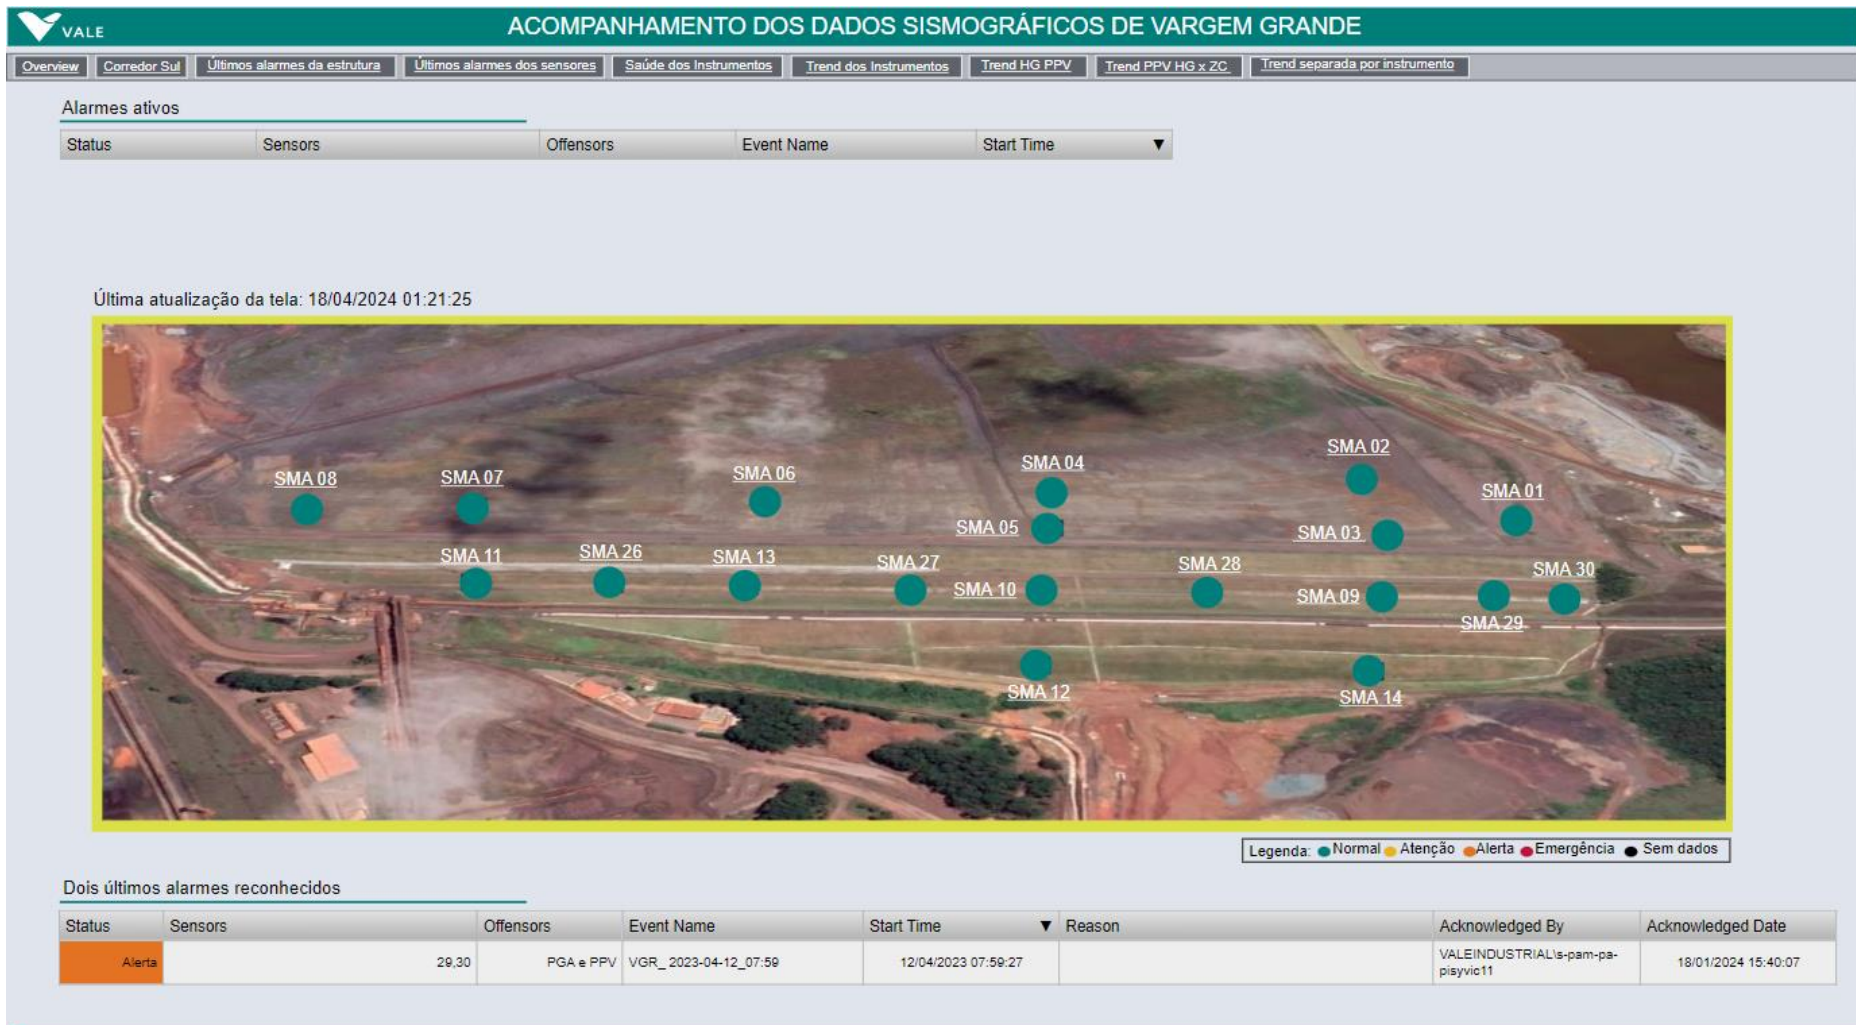 VALE
ACOMPANHAMENTO DOS DADOS SISMOGRÁFICOS DE VARGEM GRANDE
Overview Corredor Sul Últimos alarmes da estrutura Últimos alarmes dos sensores Saúde dos Instrumentos Trend dos Instrumentos Trend HG PPV Trend PPV HG x ZC Trend separada por instrumento
Alarmes ativos
Status Sensors Offensors Event Name Start Time ▼
Última atualização da tela: 18/04/2024 01:21:25
SMA 02
SMA 04
SMA 06
SMA 08
SMA 07
SMA 01
SMA 05
SMA 03
SMA 11
SMA 26
SMA 13
SMA 27
SMA 28
SMA 30
SMA 10
SMA 09
SMA 29
SMA 12
SMA 14
Legenda: Normal Atenção Alerta Emergência Sem dados
Dois últimos alarmes reconhecidos
Status Sensors Offensors Event Name Start Time ▼ Reason Acknowledged By Acknowledged Date
Alerta 29,30 PGA e PPV VGR_ 2023-04-12_07:59 12/04/2023 07:59:27 VALEINDUSTRIAL\s-pam-pa-
pisyvic11 18/01/2024 15:40:07